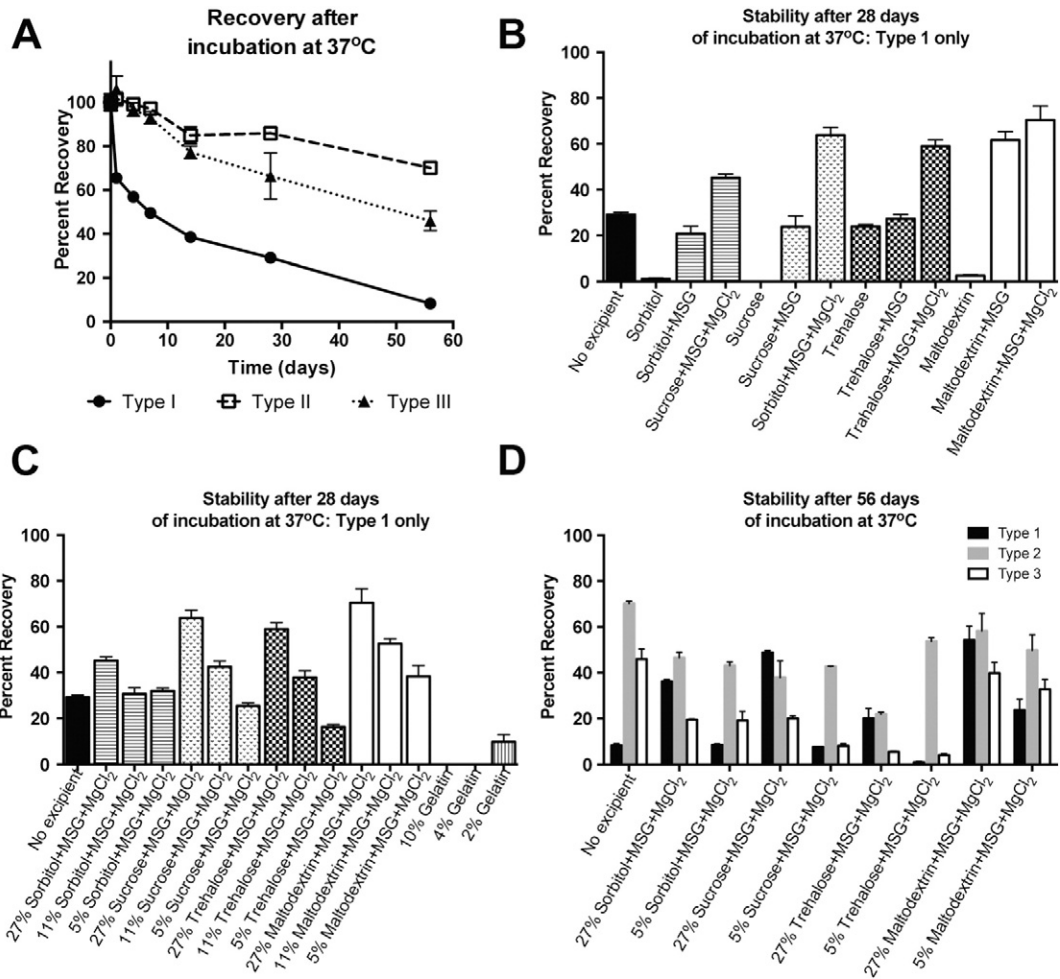 A
Recovery after
incubation at 37°C
Percent Recovery
100
80
60
40
20
0
0 10 20 30 40 50 60
Time (days)
Type I Type II Type III
B
Stability after 28 days
of incubation at 37°C: Type 1 only
Percent Recovery
100
80
60
40
20
0
No excipient
Sorbitol
Sorbitol+MSG
Sucrose+MSG+MgCl₂
Sucrose
Sucrose+MSG
Sorbitol+MSG+MgCl₂
Trehalose
Trehalose+MSG
Trahalose+MSG+MgCl₂
Maltodextrin
Maltodextrin+MSG
Maltodextrin+MSG+MgCl₂
C
Stability after 28 days
of incubation at 37°C: Type 1 only
Percent Recovery
100
80
60
40
20
0
No excipient
27% Sorbitol+MSG+MgCl₂
11% Sorbitol+MSG+MgCl₂
5% Sorbitol+MSG+MgCl₂
27% Sucrose+MSG+MgCl₂
11% Sucrose+MSG+MgCl₂
5% Sucrose+MSG+MgCl₂
27% Trehalose+MSG+MgCl₂
11% Trehalose+MSG+MgCl₂
5% Trehalose+MSG+MgCl₂
27% Maltodextrin+MSG+MgCl₂
11% Maltodextrin+MSG+MgCl₂
5% Maltodextrin+MSG+MgCl₂
10% Gelatin
4% Gelatin
2% Gelatin
D
Stability after 56 days
of incubation at 37°C
Type 1
Type 2
Type 3
Percent Recovery
100
80
60
40
20
0
No excipient
27% Sorbitol+MSG+MgCl₂
5% Sorbitol+MSG+MgCl₂
27% Sucrose+MSG+MgCl₂
5% Sucrose+MSG+MgCl₂
27% Trehalose+MSG+MgCl₂
5% Trehalose+MSG+MgCl₂
27% Maltodextrin+MSG+MgCl₂
5% Maltodextrin+MSG+MgCl₂